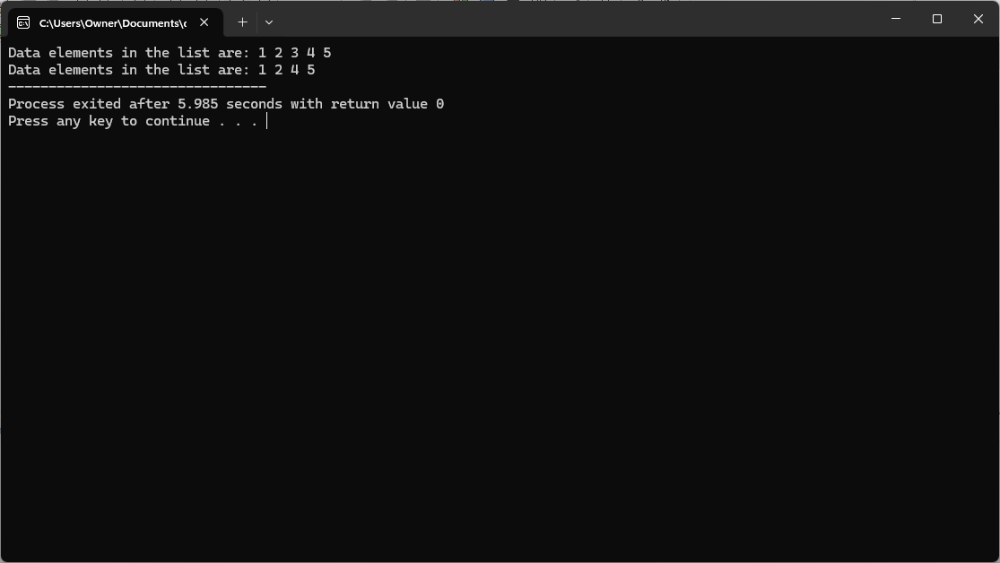 C:\Users\Owner\Documents\
Data elements in the list are: 1 2 3 4 5
Data elements in the list are: 1 2 4 5
--------------------------------
Process exited after 5.985 seconds with return value 0
Press any key to continue . . .